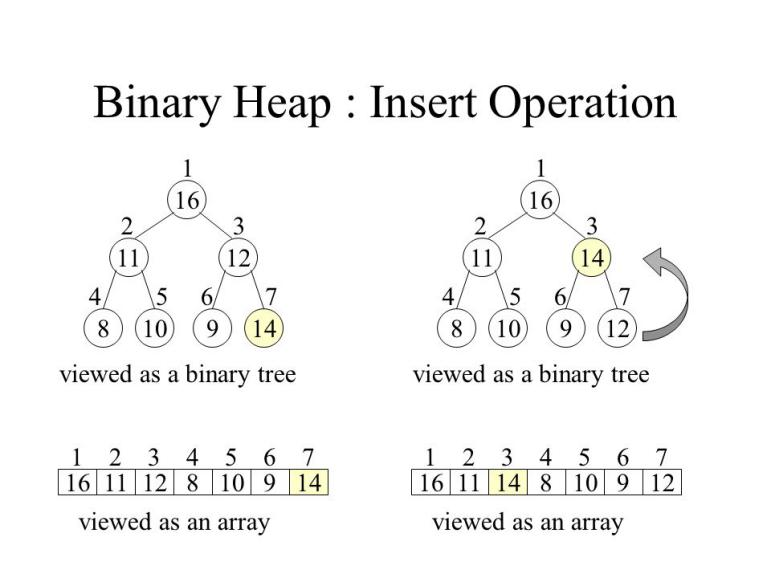 Binary Heap : Insert Operation
1
16
2 3
11 12
4 5 6 7
8 10 9 14
viewed as a binary tree
1 2 3 4 5 6 7
16 11 12 8 10 9 14
viewed as an array
1
16
2 3
11 14
4 5 6 7
8 10 9 12
viewed as a binary tree
1 2 3 4 5 6 7
16 11 14 8 10 9 12
viewed as an array